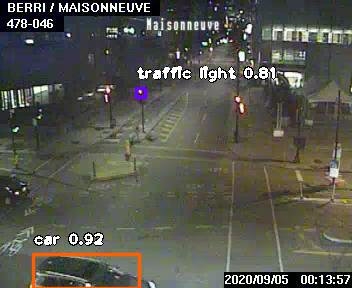 BERRI / MAISONNEUVE
478-046
Maisonneuve
traffic light 0.81
car 0.92
2020/09/05 00:13:57